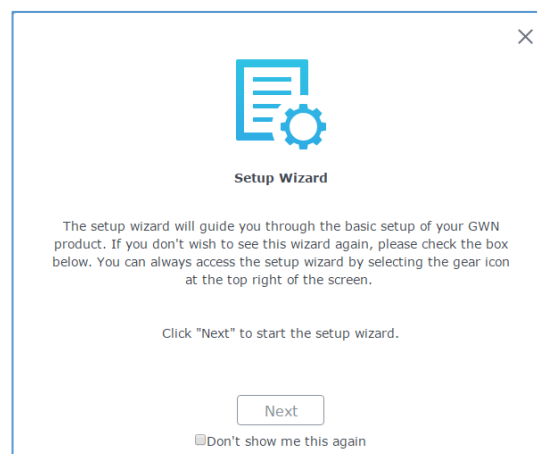 Setup Wizard
The setup wizard will guide you through the basic setup of your GWN
product. If you don't wish to see this wizard again, please check the box
below. You can always access the setup wizard by selecting the gear icon
at the top right of the screen.
Click "Next" to start the setup wizard.
Next
Don't show me this again